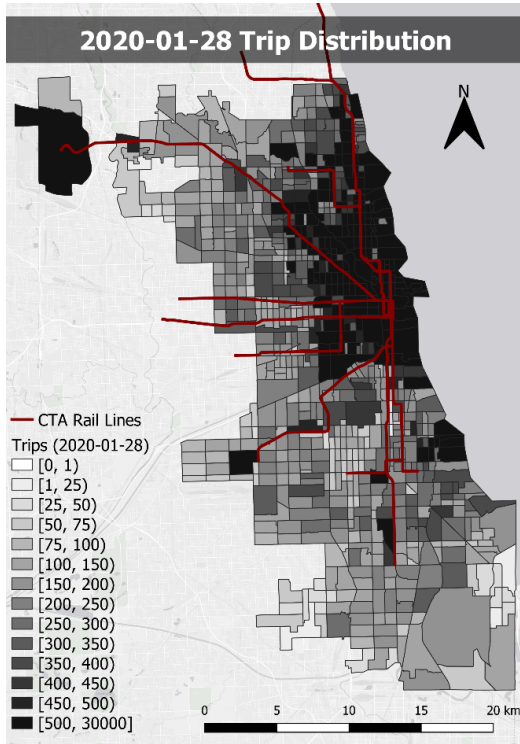 2020-01-28 Trip Distribution
N
CTA Rail Lines
Trips (2020-01-28)
[0, 1)
[1, 25)
[25, 50)
[50, 75)
[75, 100)
[100, 150)
[150, 200)
[200, 250)
[250, 300)
[300, 350)
[350, 400)
[400, 450)
[450, 500)
[500, 30000]
0 5 10 15 20 km